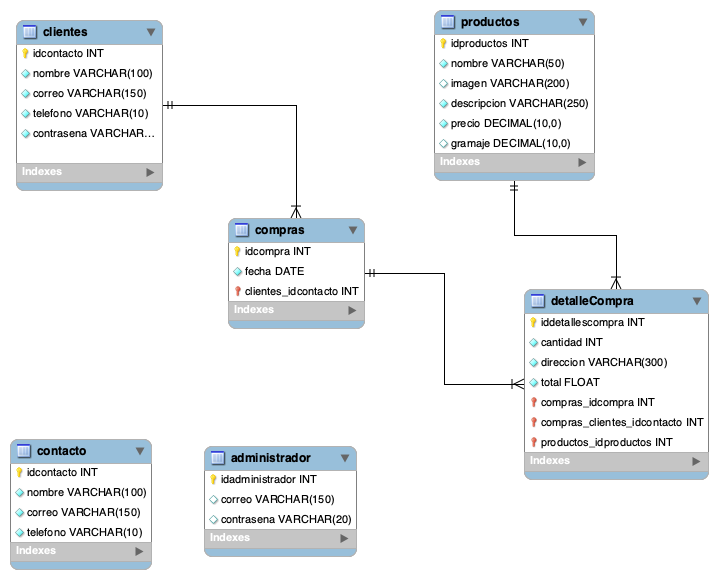 clientes
idcontacto INT
nombre VARCHAR(100)
correo VARCHAR(150)
telefono VARCHAR(10)
contrasena VARCHAR...
Indexes
productos
idproductos INT
nombre VARCHAR(50)
imagen VARCHAR(200)
descripcion VARCHAR(250)
precio DECIMAL(10,0)
gramaje DECIMAL(10,0)
Indexes
compras
idcompra INT
fecha DATE
clientes_idcontacto INT
Indexes
detalleCompra
iddetallescompra INT
cantidad INT
direccion VARCHAR(300)
total FLOAT
compras_idcompra INT
compras_clientes_idcontacto INT
productos_idproductos INT
Indexes
contacto
idcontacto INT
nombre VARCHAR(100)
correo VARCHAR(150)
telefono VARCHAR(10)
Indexes
administrador
idadministrador INT
correo VARCHAR(150)
contrasena VARCHAR(20)
Indexes